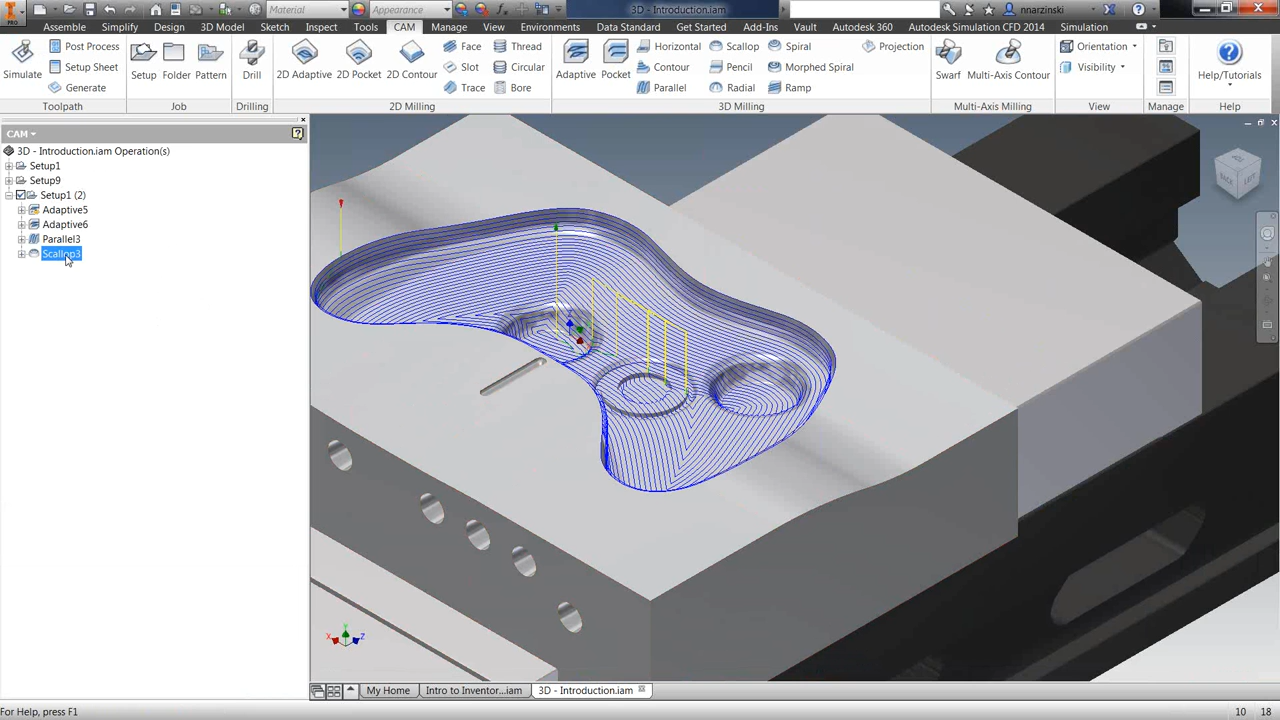 PRO
Material
Appearance
3D - Introduction.iam
nnarzinski
Assemble Simplify Design 3D Model Sketch Inspect Tools CAM Manage View Environments Data Standard Get Started Add-Ins Vault Autodesk 360 Autodesk Simulation CFD 2014 Simulation
Simulate
Post Process
Setup Sheet
Generate
Setup Folder Pattern
Drill
2D Adaptive 2D Pocket 2D Contour
Face Thread
Slot Circular
Trace Bore
Adaptive Pocket
Horizontal Scallop Spiral Projection
Contour Pencil Morphed Spiral
Parallel Radial Ramp
Swarf Multi-Axis Contour
Orientation
Visibility
Help/Tutorials
Toolpath Job Drilling 2D Milling 3D Milling Multi-Axis Milling View Manage Help
CAM
3D - Introduction.iam Operation(s)
Setup1
Setup9
Setup1 (2)
Adaptive5
Adaptive6
Parallel3
Scallop3
BACK LEFT
Z
X Y Z
My Home Intro to Inventor...iam 3D - Introduction.iam
For Help, press F1
10 18